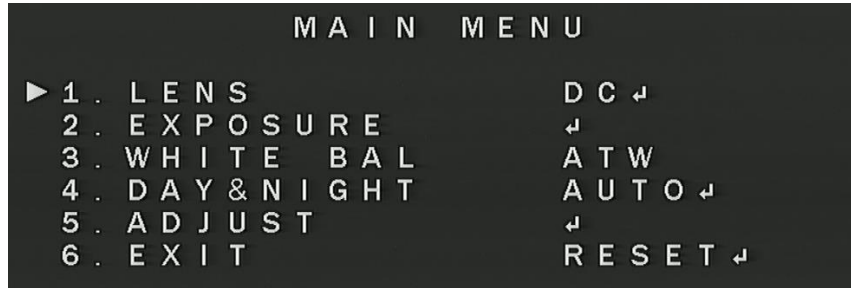 MAIN MENU
▶1. LENS DC↵
2. EXPOSURE ↵
3. WHITE BAL ATW
4. DAY&NIGHT AUTO↵
5. ADJUST ↵
6. EXIT RESET↵